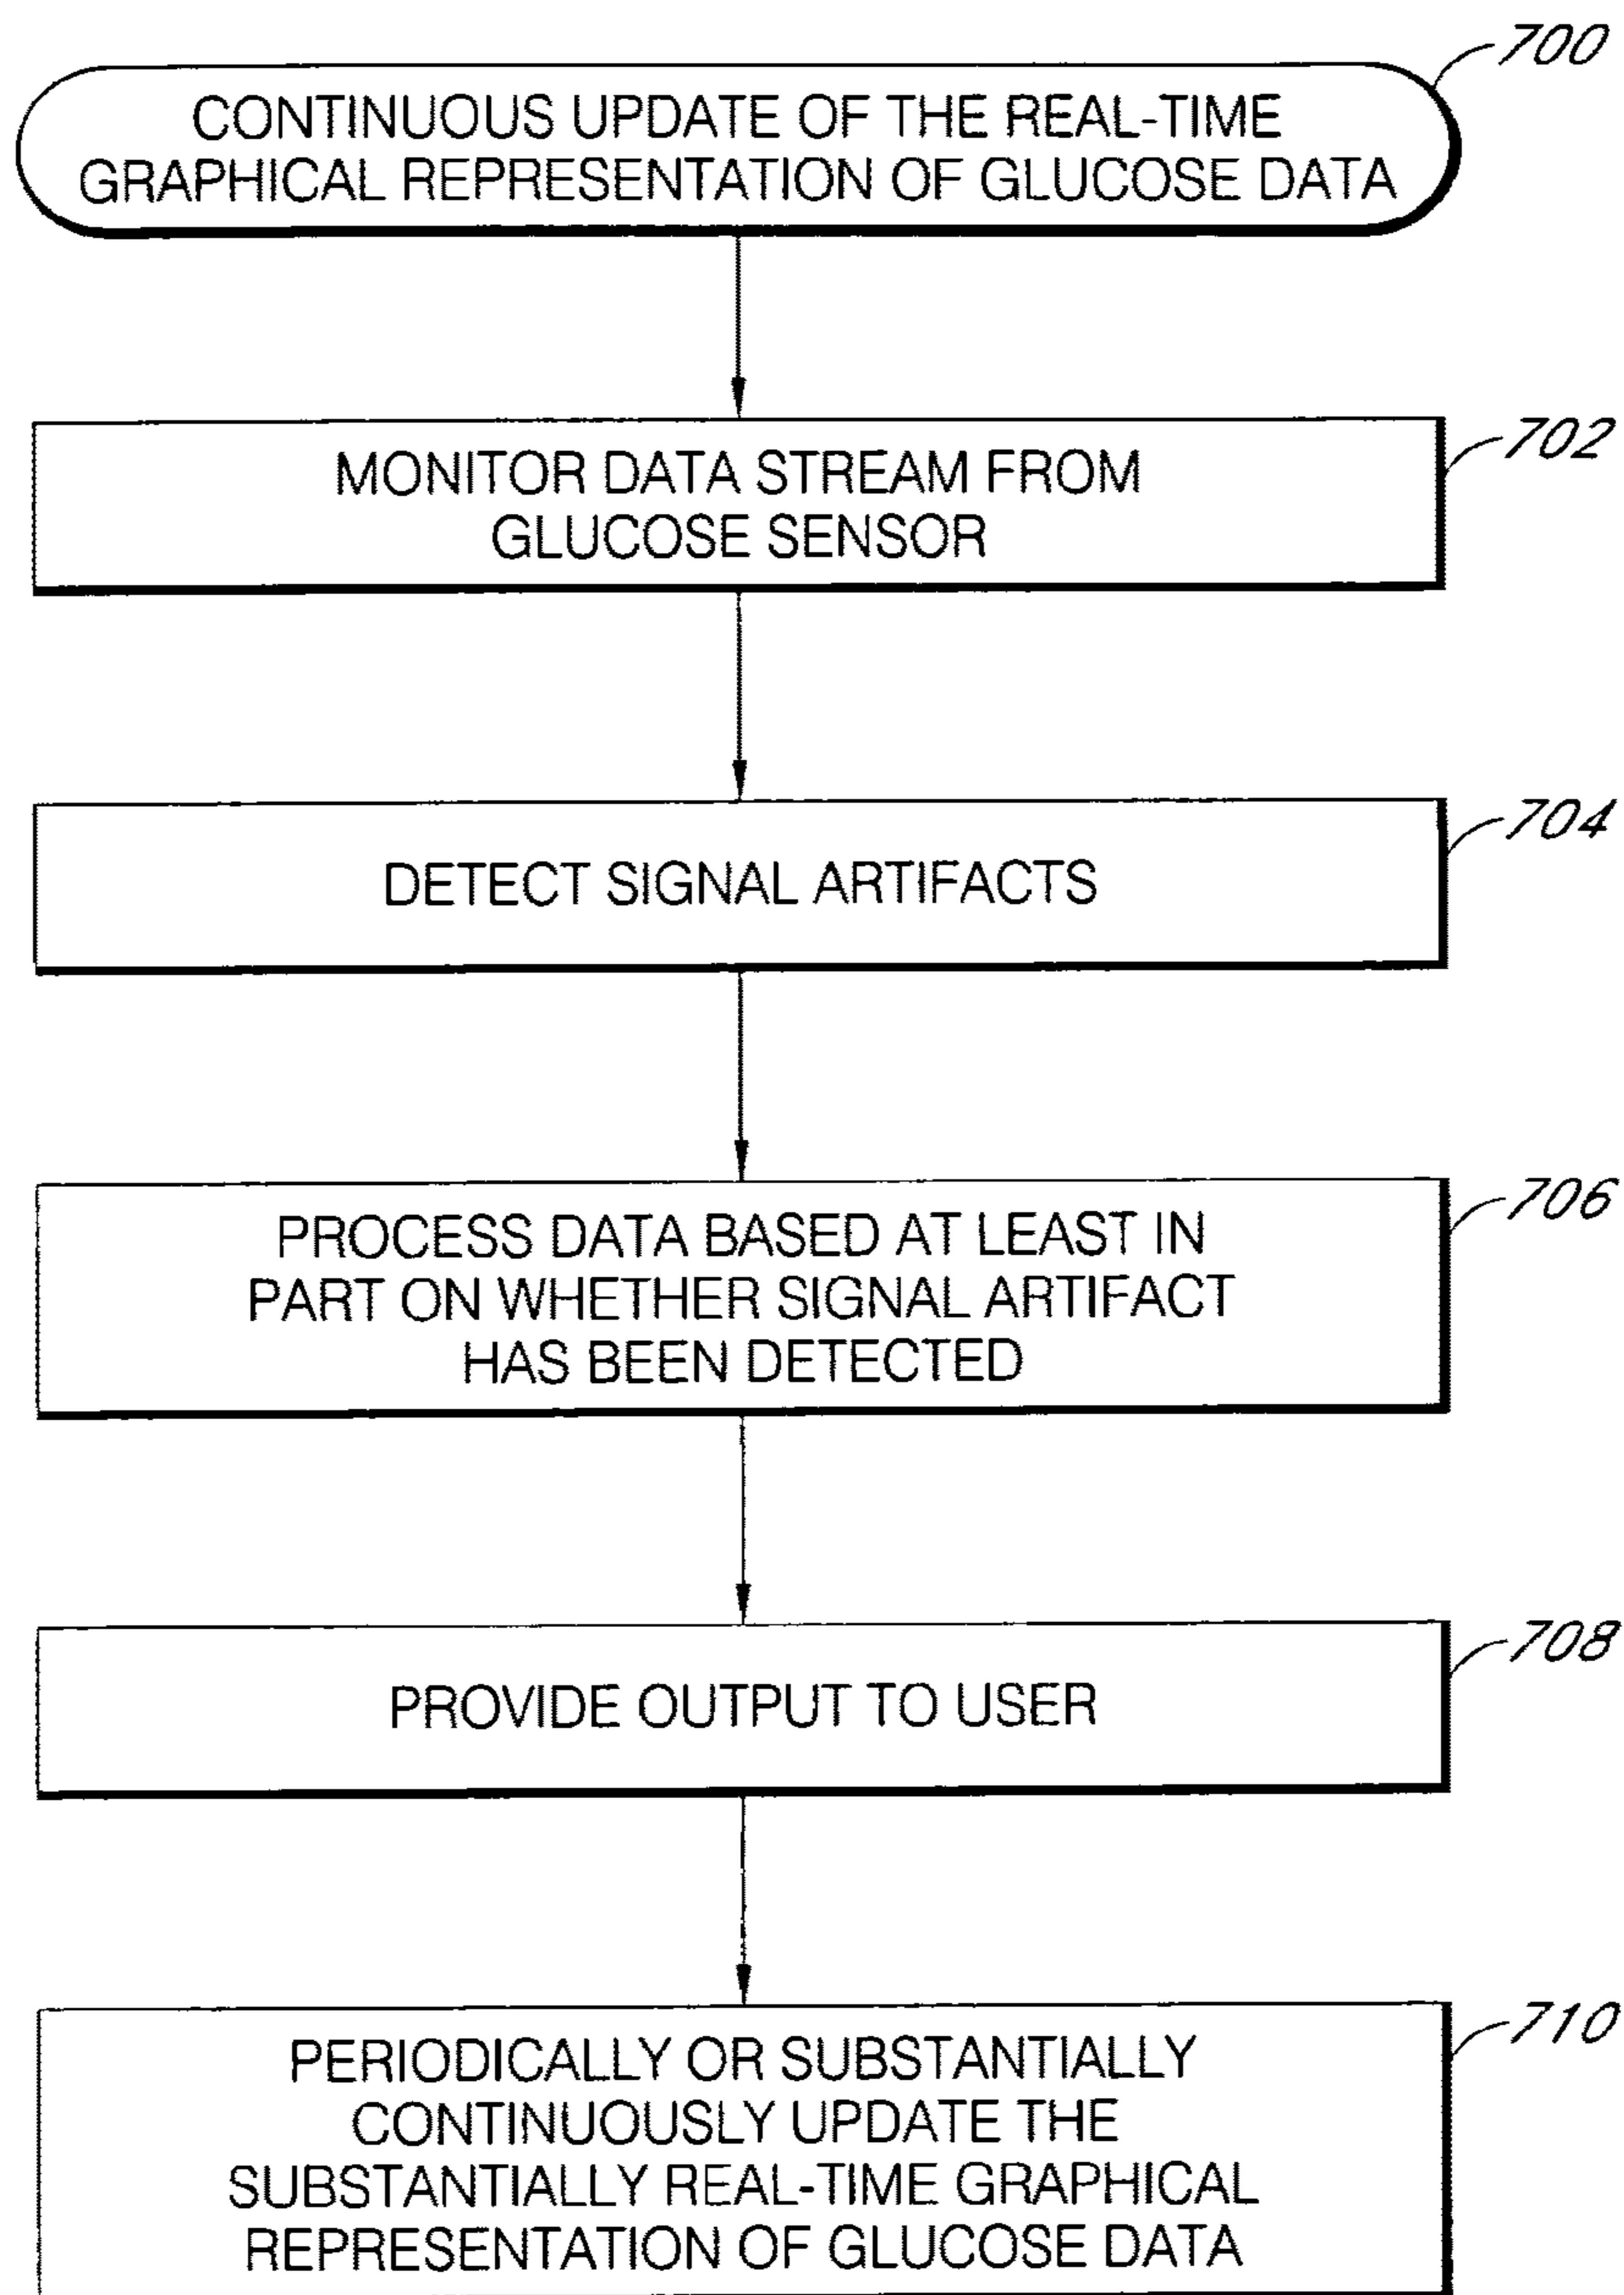 700
CONTINUOUS UPDATE OF THE REAL-TIME
GRAPHICAL REPRESENTATION OF GLUCOSE DATA
702
MONITOR DATA STREAM FROM
GLUCOSE SENSOR
704
DETECT SIGNAL ARTIFACTS
706
PROCESS DATA BASED AT LEAST IN
PART ON WHETHER SIGNAL ARTIFACT
HAS BEEN DETECTED
708
PROVIDE OUTPUT TO USER
710
PERIODICALLY OR SUBSTANTIALLY
CONTINUOUSLY UPDATE THE
SUBSTANTIALLY REAL-TIME GRAPHICAL
REPRESENTATION OF GLUCOSE DATA